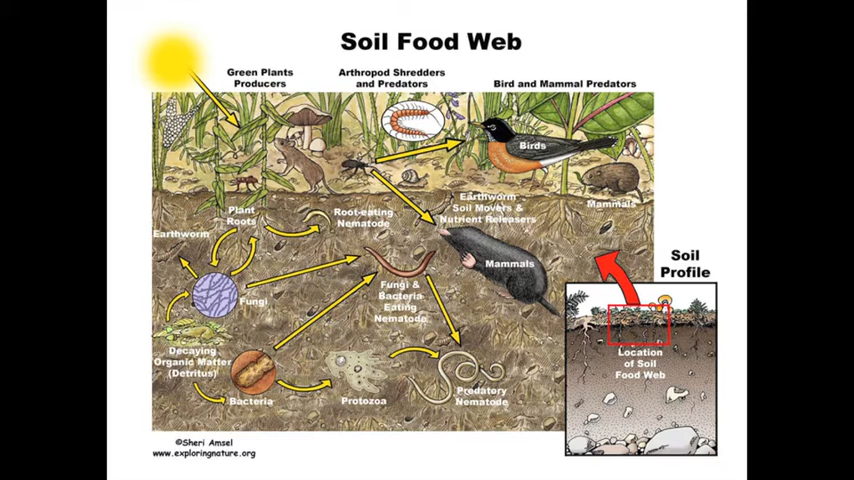 Soil Food Web
Green Plants
Producers
Arthropod Shredders
and Predators
Bird and Mammal Predators
Birds
Mammals
Plant
Roots
Root-eating
Nematode
Earthworm
Soil Movers &
Nutrient Releasers
Earthworm
Mammals
Soil
Profile
Fungi
Fungi &
Bacteria
Eating
Nematode
Decaying
Organic Matter
(Detritus)
Location
of Soil
Food Web
Bacteria
Protozoa
Predatory
Nematode
©Sheri Amsel
www.exploringnature.org